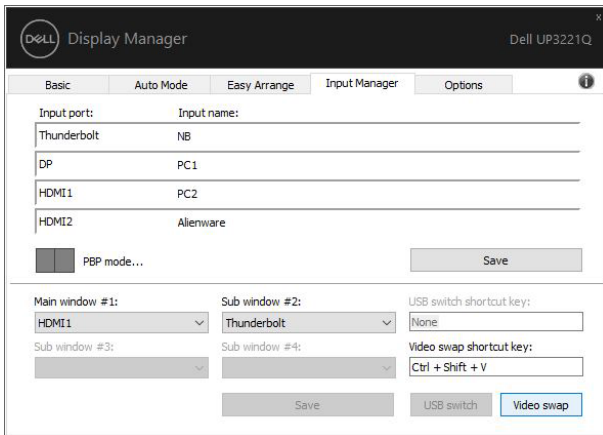 x
DELL Display Manager Dell UP3221Q
Basic Auto Mode Easy Arrange Input Manager Options i
Input port: Input name:
Thunderbolt NB
DP PC1
HDMI1 PC2
HDMI2 Alienware
PBP mode... Save
Main window #1: Sub window #2: USB switch shortcut key:
HDMI1 Thunderbolt None
Sub window #3: Sub window #4: Video swap shortcut key:
Ctrl + Shift + V
Save USB switch Video swap